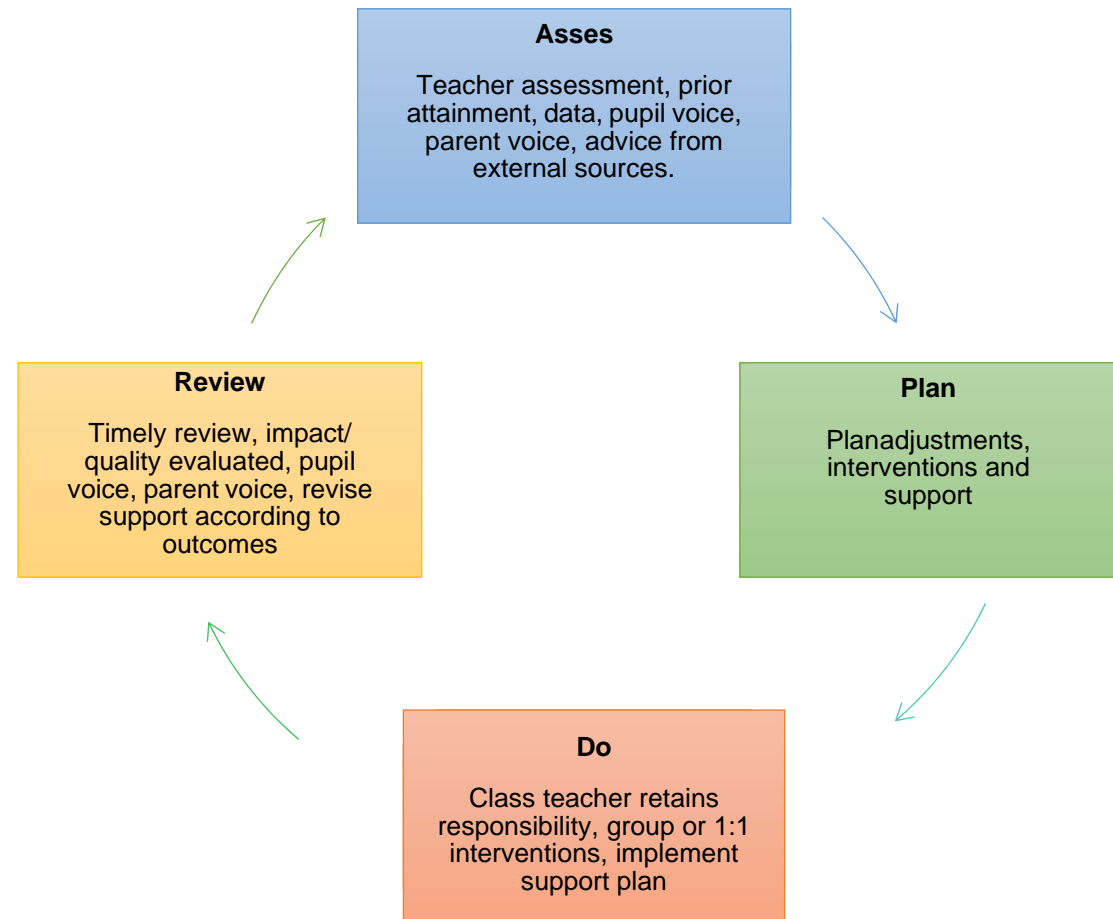 Asses
Teacher assessment, prior
attainment, data, pupil voice,
parent voice, advice from
external sources.
Plan
Planadjustments,
interventions and
support
Do
Class teacher retains
responsibility, group or 1:1
interventions, implement
support plan
Review
Timely review, impact/
quality evaluated, pupil
voice, parent voice, revise
support according to
outcomes